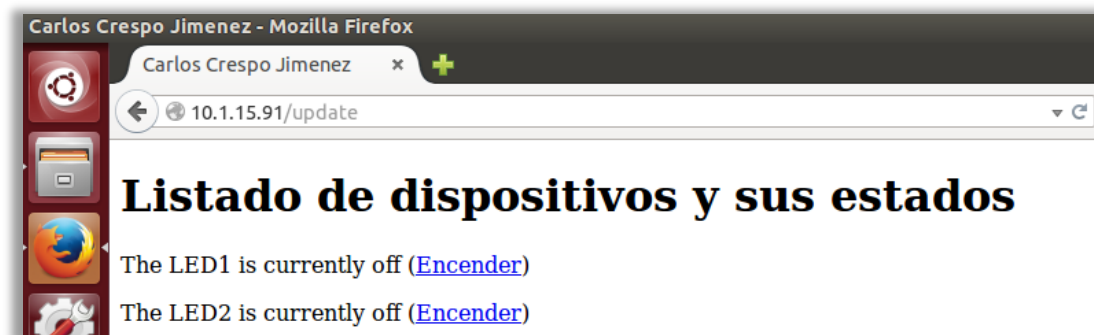 Carlos Crespo Jimenez - Mozilla Firefox
Carlos Crespo Jimenez
10.1.15.91/update
Listado de dispositivos y sus estados
The LED1 is currently off (Encender)
The LED2 is currently off (Encender)